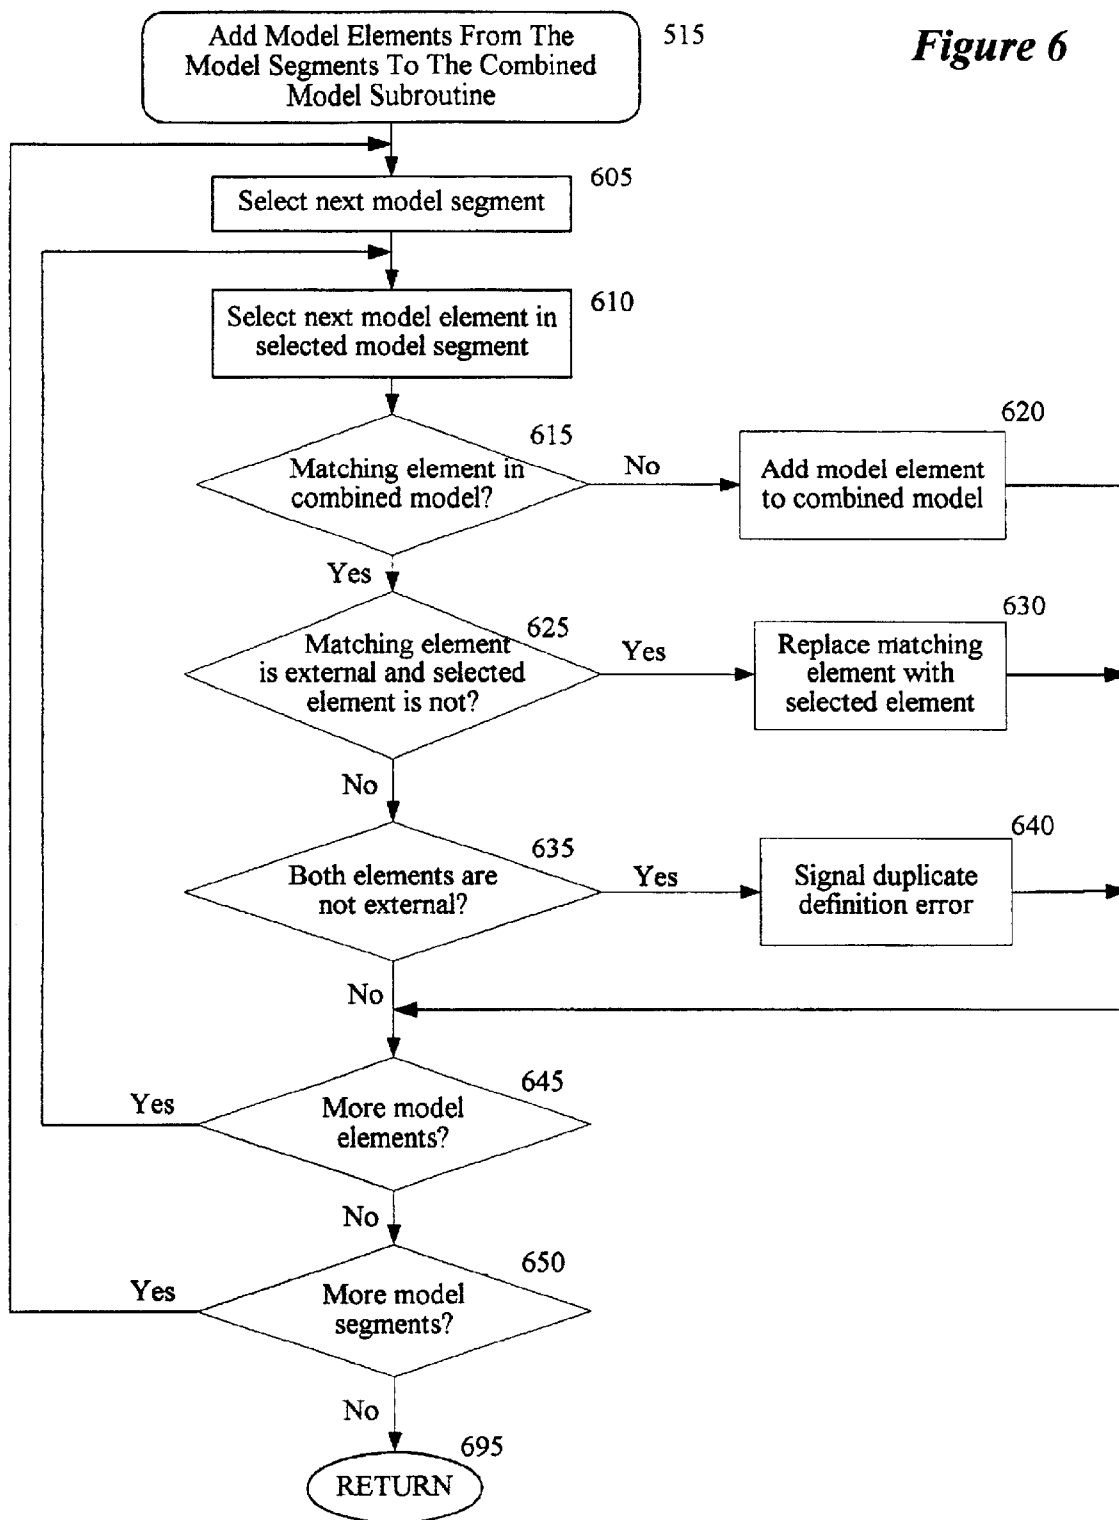 Add Model Elements From The
Model Segments To The Combined
Model Subroutine
515
Figure 6
605
Select next model segment
610
Select next model element in
selected model segment
615
Matching element in
combined model?
No
620
Add model element
to combined model
Yes
625
Matching element
is external and selected
element is not?
Yes
630
Replace matching
element with
selected element
No
635
Both elements are
not external?
Yes
640
Signal duplicate
definition error
No
645
More model
elements?
Yes
No
650
More model
segments?
Yes
No
695
RETURN